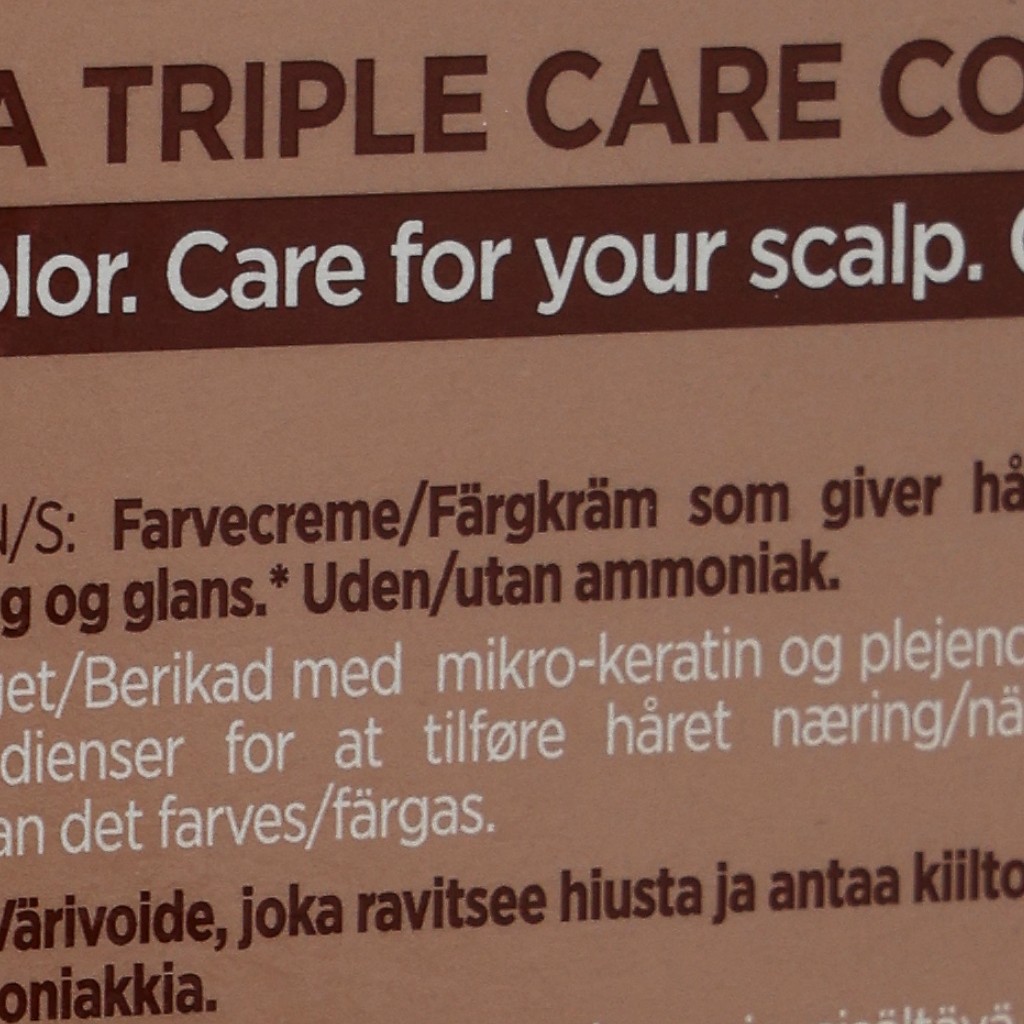 A TRIPLE CARE CO
olor. Care for your scalp.
N/S: Farvecreme/Färgkräm som giver hå
g og glans.* Uden/utan ammoniak.
get/Berikad med mikro-keratin og plejend
dienser for at tilføre håret næring/nä
an det farves/färgas.
Värivoide, joka ravitsee hiusta ja antaa kiilto
oniakkia.